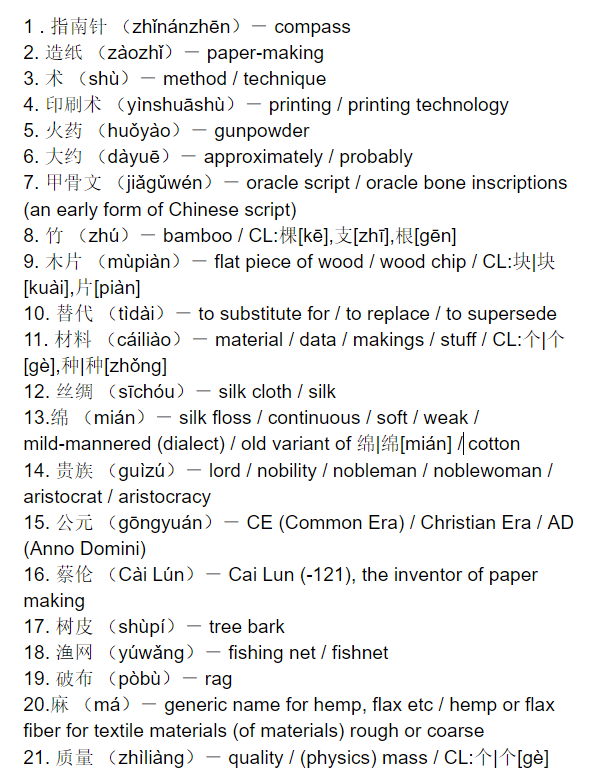 1 . 指南针 （zhǐnánzhēn）－ compass
2. 造纸 （zàozhǐ）－ paper-making
3. 术 （shù）－ method / technique
4. 印刷术 （yìnshuāshù）－ printing / printing technology
5. 火药 （huǒyào）－ gunpowder
6. 大约 （dàyuē）－ approximately / probably
7. 甲骨文 （jiǎgǔwén）－ oracle script / oracle bone inscriptions
(an early form of Chinese script)
8. 竹 （zhú）－ bamboo / CL:棵[kē],支[zhī],根[gēn]
9. 木片 （mùpiàn）－ flat piece of wood / wood chip / CL:块|块
[kuài],片[piàn]
10. 替代 （tìdài）－ to substitute for / to replace / to supersede
11. 材料 （cáiliào）－ material / data / makings / stuff / CL:个|个
[gè],种|种[zhǒng]
12. 丝绸 （sīchóu）－ silk cloth / silk
13.绵 （mián）－ silk floss / continuous / soft / weak /
mild-mannered (dialect) / old variant of 绵|绵[mián] / cotton
14. 贵族 （guìzú）－ lord / nobility / nobleman / noblewoman /
aristocrat / aristocracy
15. 公元 （gōngyuán）－ CE (Common Era) / Christian Era / AD
(Anno Domini)
16. 蔡伦 （Cài Lún）－ Cai Lun (-121), the inventor of paper
making
17. 树皮 （shùpí）－ tree bark
18. 渔网 （yúwǎng）－ fishing net / fishnet
19. 破布 （pòbù）－ rag
20.麻 （má）－ generic name for hemp, flax etc / hemp or flax
fiber for textile materials (of materials) rough or coarse
21. 质量 （zhìliàng）－ quality / (physics) mass / CL:个|个[gè]